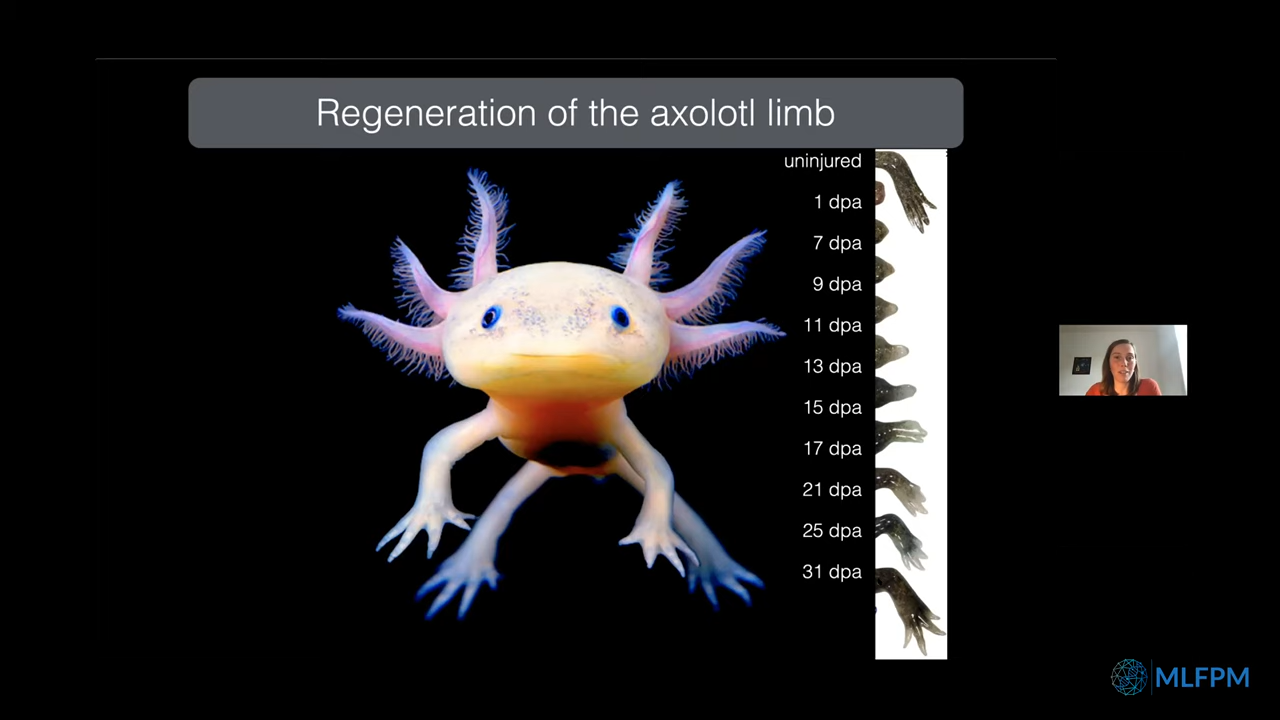 Regeneration of the axolotl limb
uninjured
1 dpa
7 dpa
9 dpa
11 dpa
13 dpa
15 dpa
17 dpa
21 dpa
25 dpa
31 dpa
MLFPM